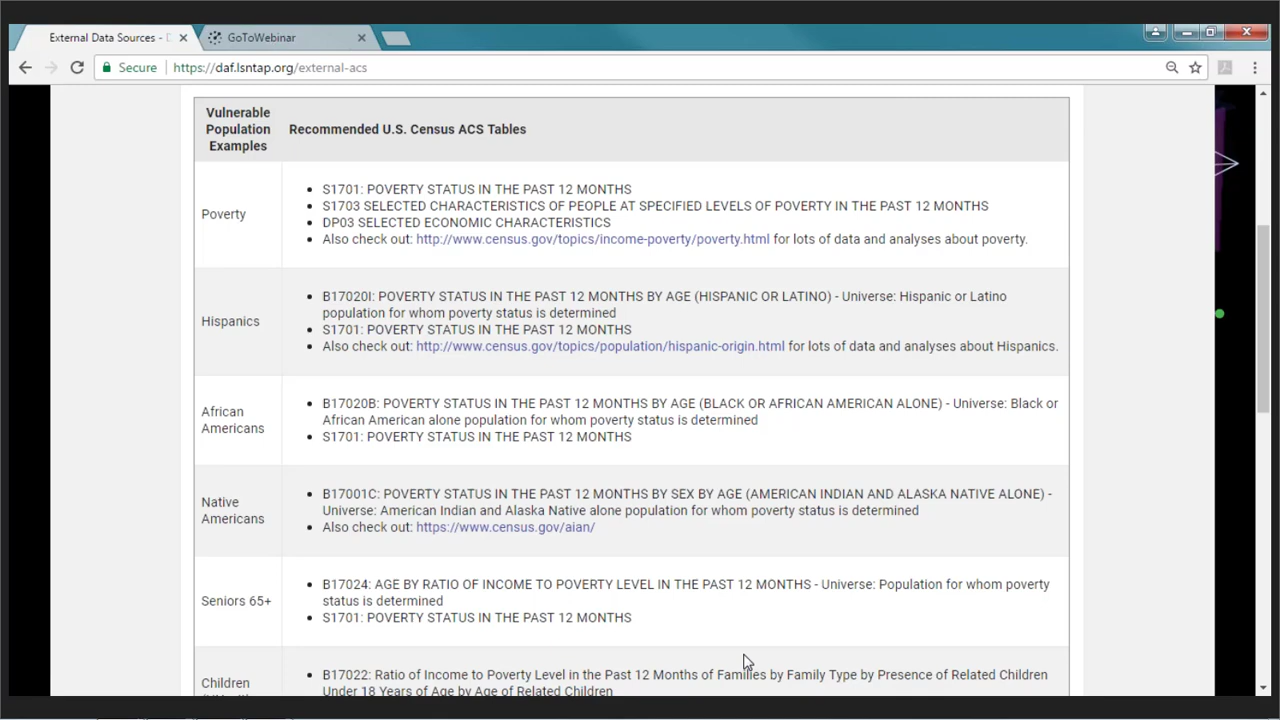 External Data Sources - D
GoToWebinar
Secure
https://daf.lsntap.org/external-acs
Vulnerable
Population
Examples
Recommended U.S. Census ACS Tables
Poverty
• S1701: POVERTY STATUS IN THE PAST 12 MONTHS
• S1703 SELECTED CHARACTERISTICS OF PEOPLE AT SPECIFIED LEVELS OF POVERTY IN THE PAST 12 MONTHS
• DP03 SELECTED ECONOMIC CHARACTERISTICS
• Also check out: http://www.census.gov/topics/income-poverty/poverty.html for lots of data and analyses about poverty.
Hispanics
• B17020I: POVERTY STATUS IN THE PAST 12 MONTHS BY AGE (HISPANIC OR LATINO) - Universe: Hispanic or Latino
population for whom poverty status is determined
• S1701: POVERTY STATUS IN THE PAST 12 MONTHS
• Also check out: http://www.census.gov/topics/population/hispanic-origin.html for lots of data and analyses about Hispanics.
African
Americans
• B17020B: POVERTY STATUS IN THE PAST 12 MONTHS BY AGE (BLACK OR AFRICAN AMERICAN ALONE) - Universe: Black or
African American alone population for whom poverty status is determined
• S1701: POVERTY STATUS IN THE PAST 12 MONTHS
Native
Americans
• B17001C: POVERTY STATUS IN THE PAST 12 MONTHS BY SEX BY AGE (AMERICAN INDIAN AND ALASKA NATIVE ALONE) -
Universe: American Indian and Alaska Native alone population for whom poverty status is determined
• Also check out: https://www.census.gov/aian/
Seniors 65+
• B17024: AGE BY RATIO OF INCOME TO POVERTY LEVEL IN THE PAST 12 MONTHS - Universe: Population for whom poverty
status is determined
• S1701: POVERTY STATUS IN THE PAST 12 MONTHS
Children
• B17022: Ratio of Income to Poverty Level in the Past 12 Months of Families by Family Type by Presence of Related Children
Under 18 Years of Age by Age of Related Children